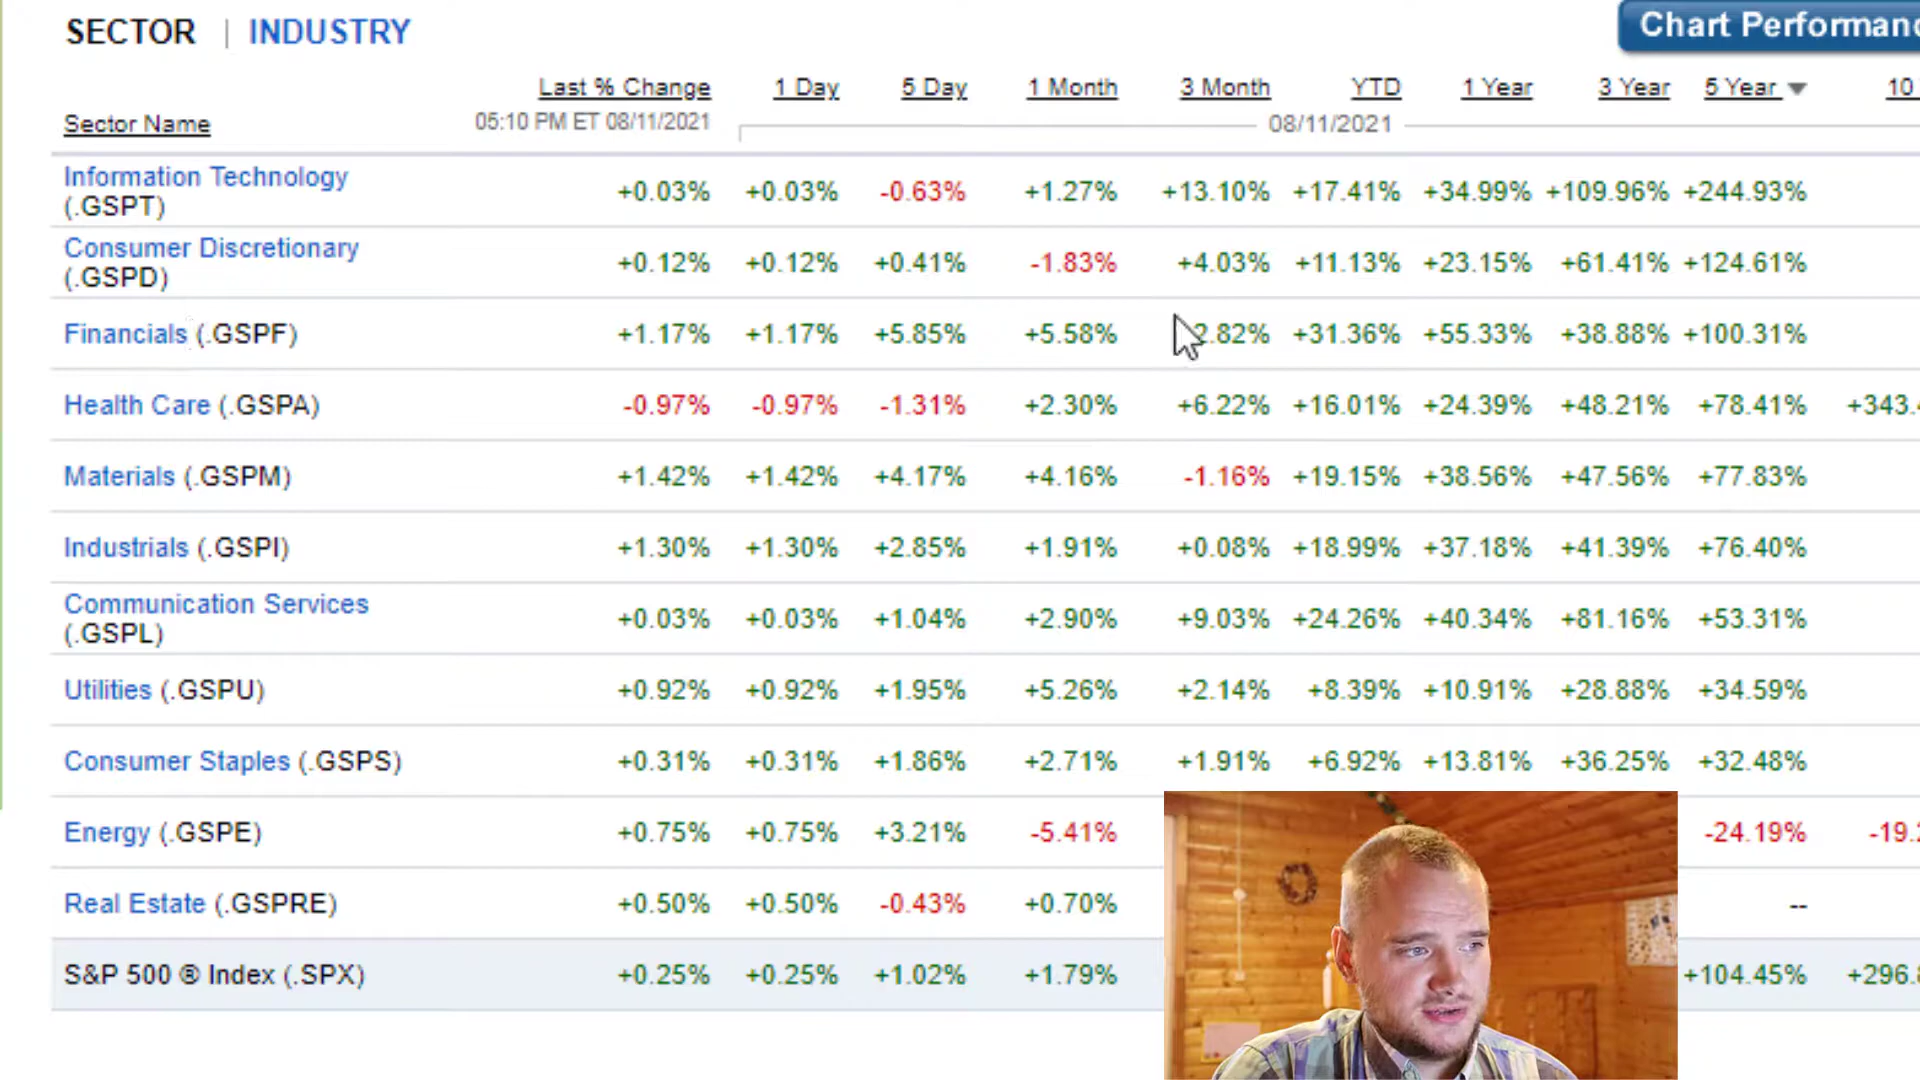 SECTOR | INDUSTRY
Chart Performanc
Last % Change 1 Day 5 Day 1 Month 3 Month YTD 1 Year 3 Year 5 Year 10
Sector Name 05:10 PM ET 08/11/2021 08/11/2021
Information Technology
(.GSPT) +0.03% +0.03% -0.63% +1.27% +13.10% +17.41% +34.99% +109.96% +244.93%
Consumer Discretionary
(.GSPD) +0.12% +0.12% +0.41% -1.83% +4.03% +11.13% +23.15% +61.41% +124.61%
Financials (.GSPF) +1.17% +1.17% +5.85% +5.58% 2.82% +31.36% +55.33% +38.88% +100.31%
Health Care (.GSPA) -0.97% -0.97% -1.31% +2.30% +6.22% +16.01% +24.39% +48.21% +78.41% +343.
Materials (.GSPM) +1.42% +1.42% +4.17% +4.16% -1.16% +19.15% +38.56% +47.56% +77.83%
Industrials (.GSPI) +1.30% +1.30% +2.85% +1.91% +0.08% +18.99% +37.18% +41.39% +76.40%
Communication Services
(.GSPL) +0.03% +0.03% +1.04% +2.90% +9.03% +24.26% +40.34% +81.16% +53.31%
Utilities (.GSPU) +0.92% +0.92% +1.95% +5.26% +2.14% +8.39% +10.91% +28.88% +34.59%
Consumer Staples (.GSPS) +0.31% +0.31% +1.86% +2.71% +1.91% +6.92% +13.81% +36.25% +32.48%
Energy (.GSPE) +0.75% +0.75% +3.21% -5.41% -24.19% -19.2
Real Estate (.GSPRE) +0.50% +0.50% -0.43% +0.70% --
S&P 500 ® Index (.SPX) +0.25% +0.25% +1.02% +1.79% +104.45% +296.